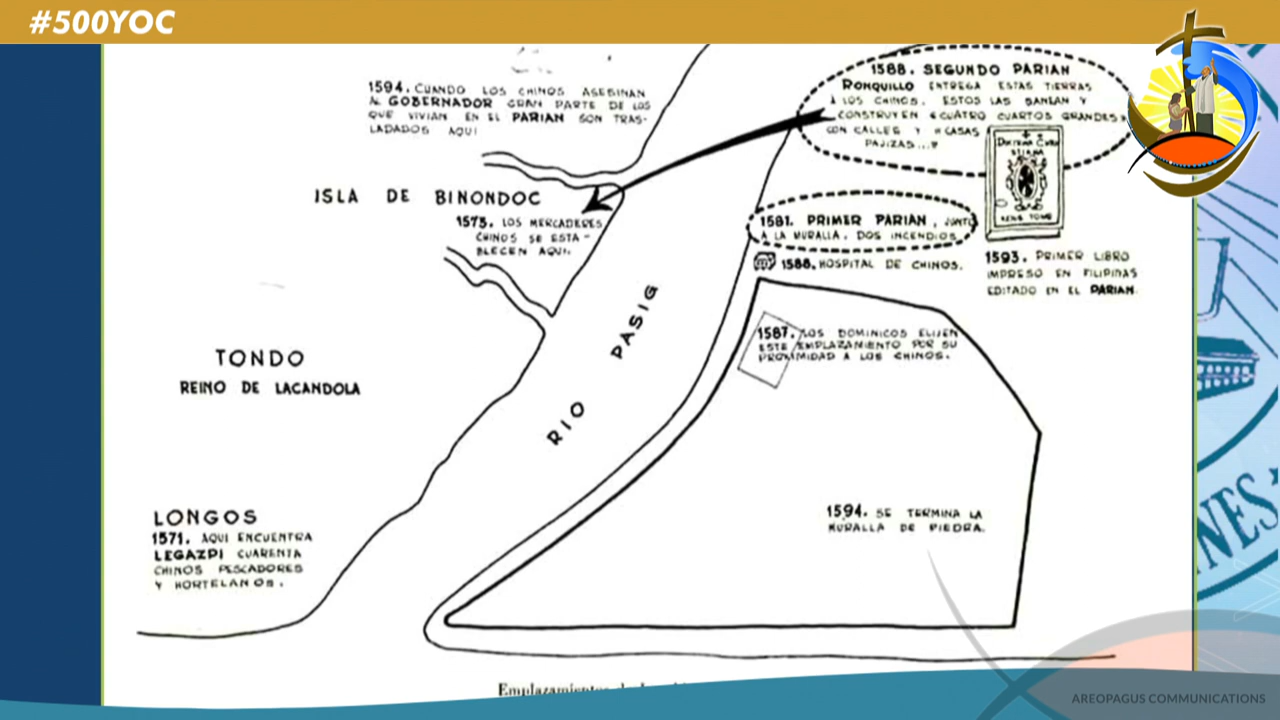 #500YOC
1594. CUANDO LOS CHINOS ASESINAN
AL GOBERNADOR GRAN PARTE DE LOS
QUE VIVIAN EN EL PARIAN SON TRAS-
LADADOS AQUI
1588. SEGUNDO PARIAN
RONQUILLO ENTREGA ESTAS TIERRAS
A LOS CHINOS. ESTOS LAS SANEAN Y
CONSTRUYEN "CUATRO CUARTOS GRANDES
CON CALLES Y CASAS
PAJIZAS..."
ISLA DE BINONDOC
1573. LOS MERCADERES
CHINOS SE ESTA-
BLECEN AQUI.
1581. PRIMER PARIAN, JUNTO
A LA MURALLA. DOS INCENDIOS
1588. HOSPITAL DE CHINOS.
DOCTRINA
1593. PRIMER LIBRO
IMPRESO EN FILIPINAS
EDITADO EN EL PARIAN.
RIO PASIG
1587. LOS DOMINICOS ELIJEN
ESTE EMPLAZAMIENTO POR SU
PROXIMIDAD A LOS CHINOS.
TONDO
REINO DE LACANDOLA
1594. SE TERMINA LA
MURALLA DE PIEDRA.
LONGOS
1571. AQUI ENCUENTRA
LEGAZPI CUARENTA
CHINOS PESCADORES
Y HORTELANOS.
NES
AREOPAGUS COMMUNICATIONS